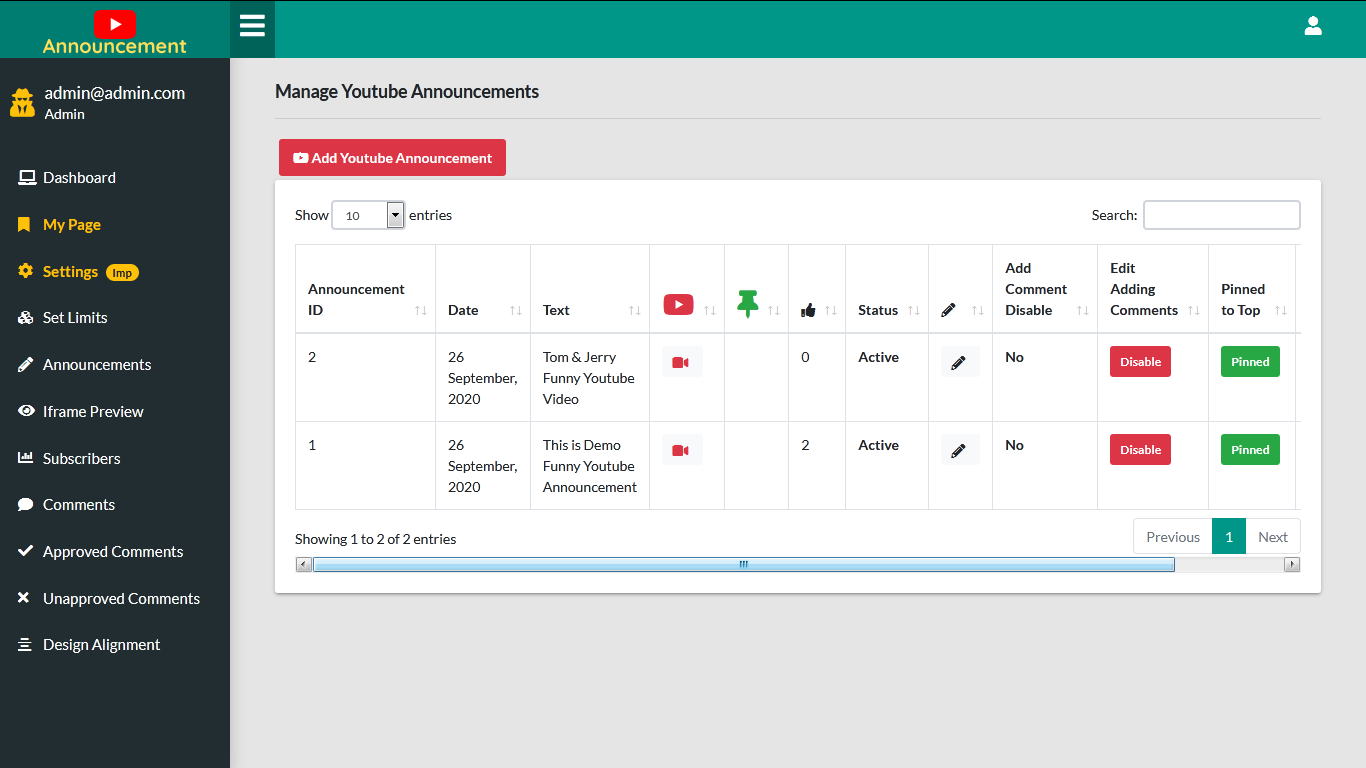 Announcement
admin@admin.com
Admin
Dashboard
My Page
Settings Imp
Set Limits
Announcements
Iframe Preview
Subscribers
Comments
Approved Comments
Unapproved Comments
Design Alignment
Manage Youtube Announcements
Add Youtube Announcement
Show 10 entries
Search:
Announcement
ID
Date
Text
Status
Add
Comment
Disable
Edit
Adding
Comments
Pinned
to Top
2
26
September,
2020
Tom & Jerry
Funny Youtube
Video
0
Active
No
Disable
Pinned
1
26
September,
2020
This is Demo
Funny Youtube
Announcement
2
Active
No
Disable
Pinned
Showing 1 to 2 of 2 entries
Previous 1 Next